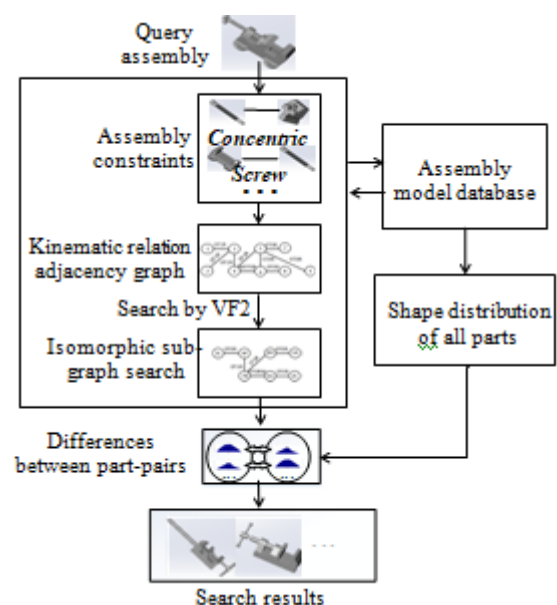 Query
assembly
Assembly
constraints
Concentric
Screw
Kinematic relation
adjacency graph
Search by VF2
Isomorphic sub-
graph search
Differences
between part-pairs
Search results
Assembly
model database
Shape distribution
of all parts